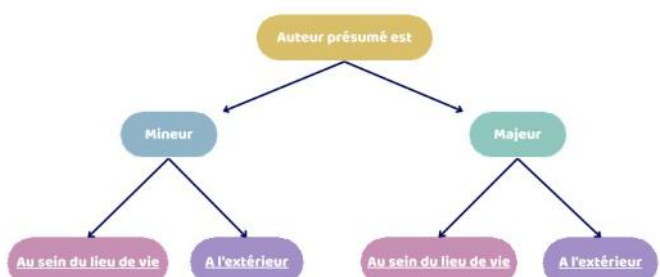 Auteur présumé est
Mineur
Majeur
Au sein du lieu de vie
A l'extérieur
Au sein du lieu de vie
A l'extérieur